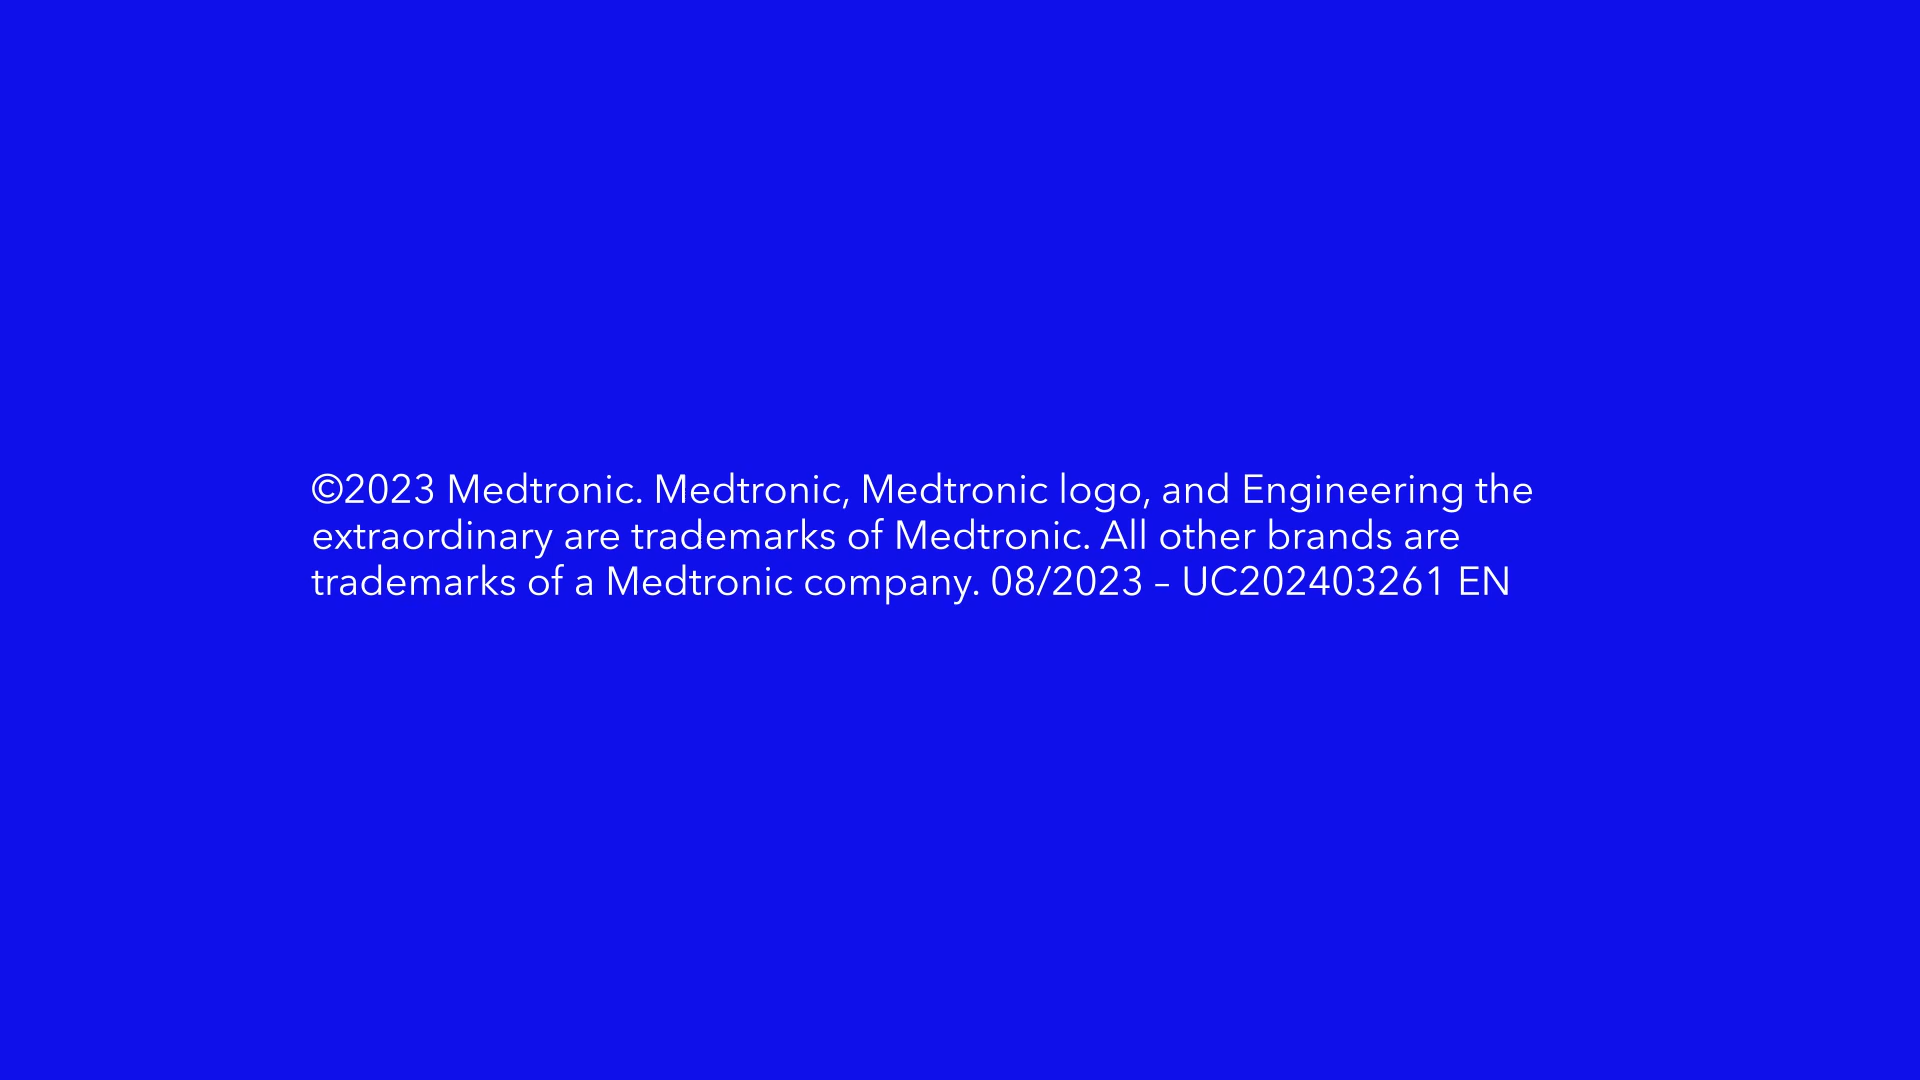 ©2023 Medtronic. Medtronic, Medtronic logo, and Engineering the
extraordinary are trademarks of Medtronic. All other brands are
trademarks of a Medtronic company. 08/2023 – UC202403261 EN